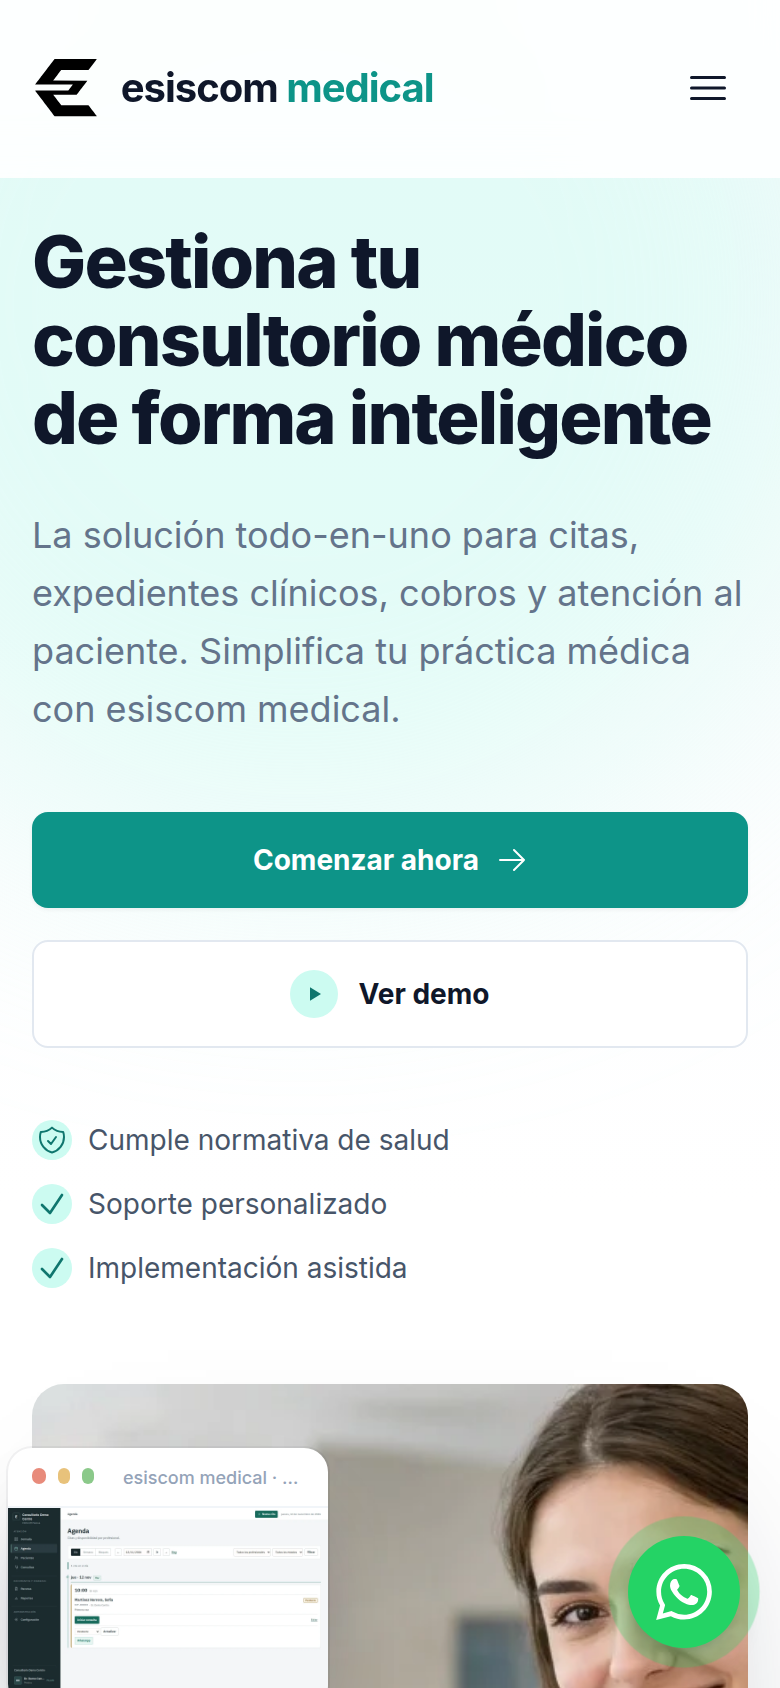 esiscom medical
Gestiona tu
consultorio médico
de forma inteligente
La solución todo-en-uno para citas,
expedientes clínicos, cobros y atención al
paciente. Simplifica tu práctica médica
con esiscom medical.
Comenzar ahora
Ver demo
Cumple normativa de salud
Soporte personalizado
Implementación asistida
esiscom medical · ...
Agenda
Agenda